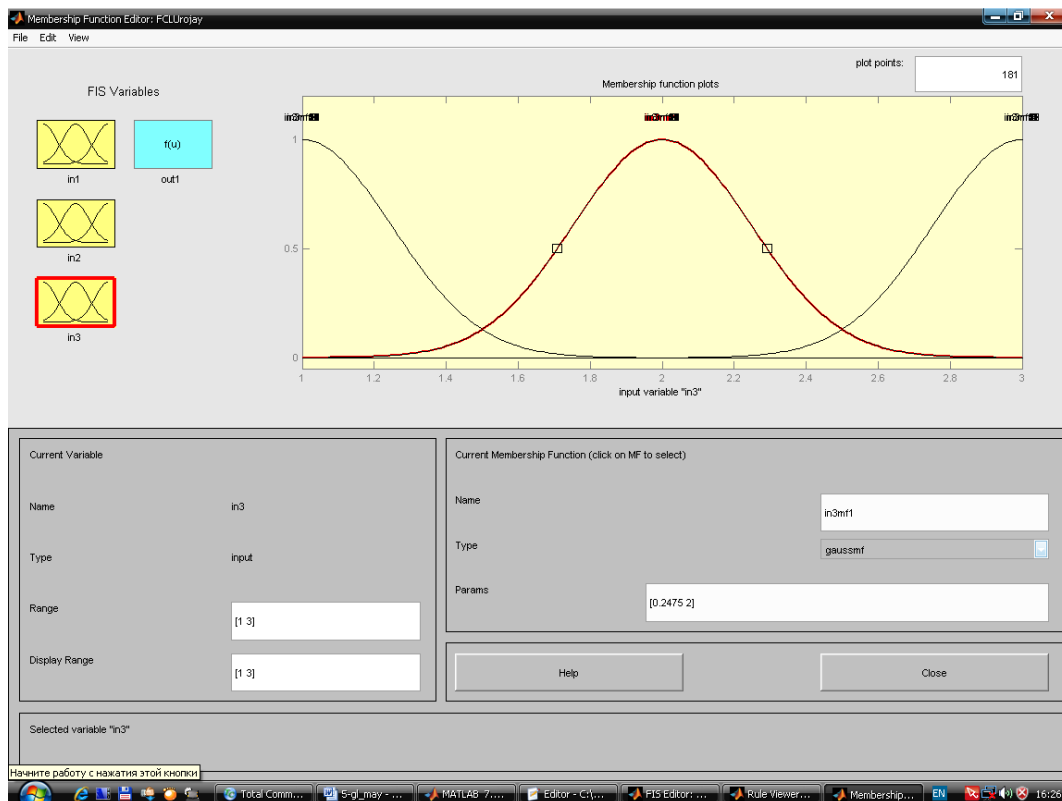 Membership Function Editor: FCLUrojay
File Edit View
plot points:
181
FIS Variables
Membership function plots
f(u)
in1
out1
in2
in3
1
0.5
0
1 1.2 1.4 1.6 1.8 2 2.2 2.4 2.6 2.8 3
input variable "in3"
Current Variable
Name in3
Type input
Range [1 3]
Display Range [1 3]
Current Membership Function (click on MF to select)
Name in3mf1
Type gaussmf
Params [0.2475 2]
Help Close
Selected variable "in3"
Начните работу с нажатия этой кнопки
Total Comm... 5-gl_may - ... MATLAB 7.... Editor - C:\... FIS Editor: ... Rule Viewer... Membership... EN 16:28